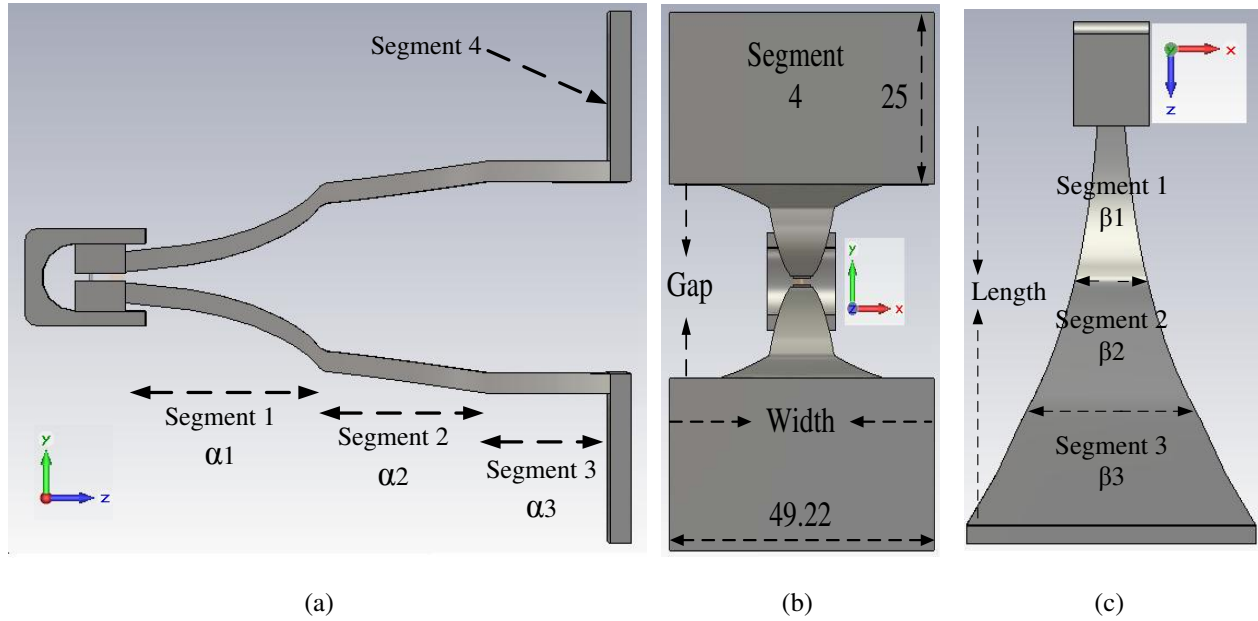 Segment 4
Segment 1
α1
Segment 2
α2
Segment 3
α3
y
z
(a)
Segment
4
25
Gap
y
z
x
Width
49.22
(b)
y
x
z
Segment 1
β1
Length
Segment 2
β2
Segment 3
β3
(c)